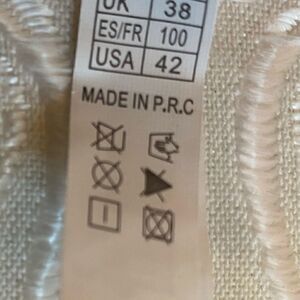 UK 38
ES/FR 100
USA 42
MADE IN P.R.C